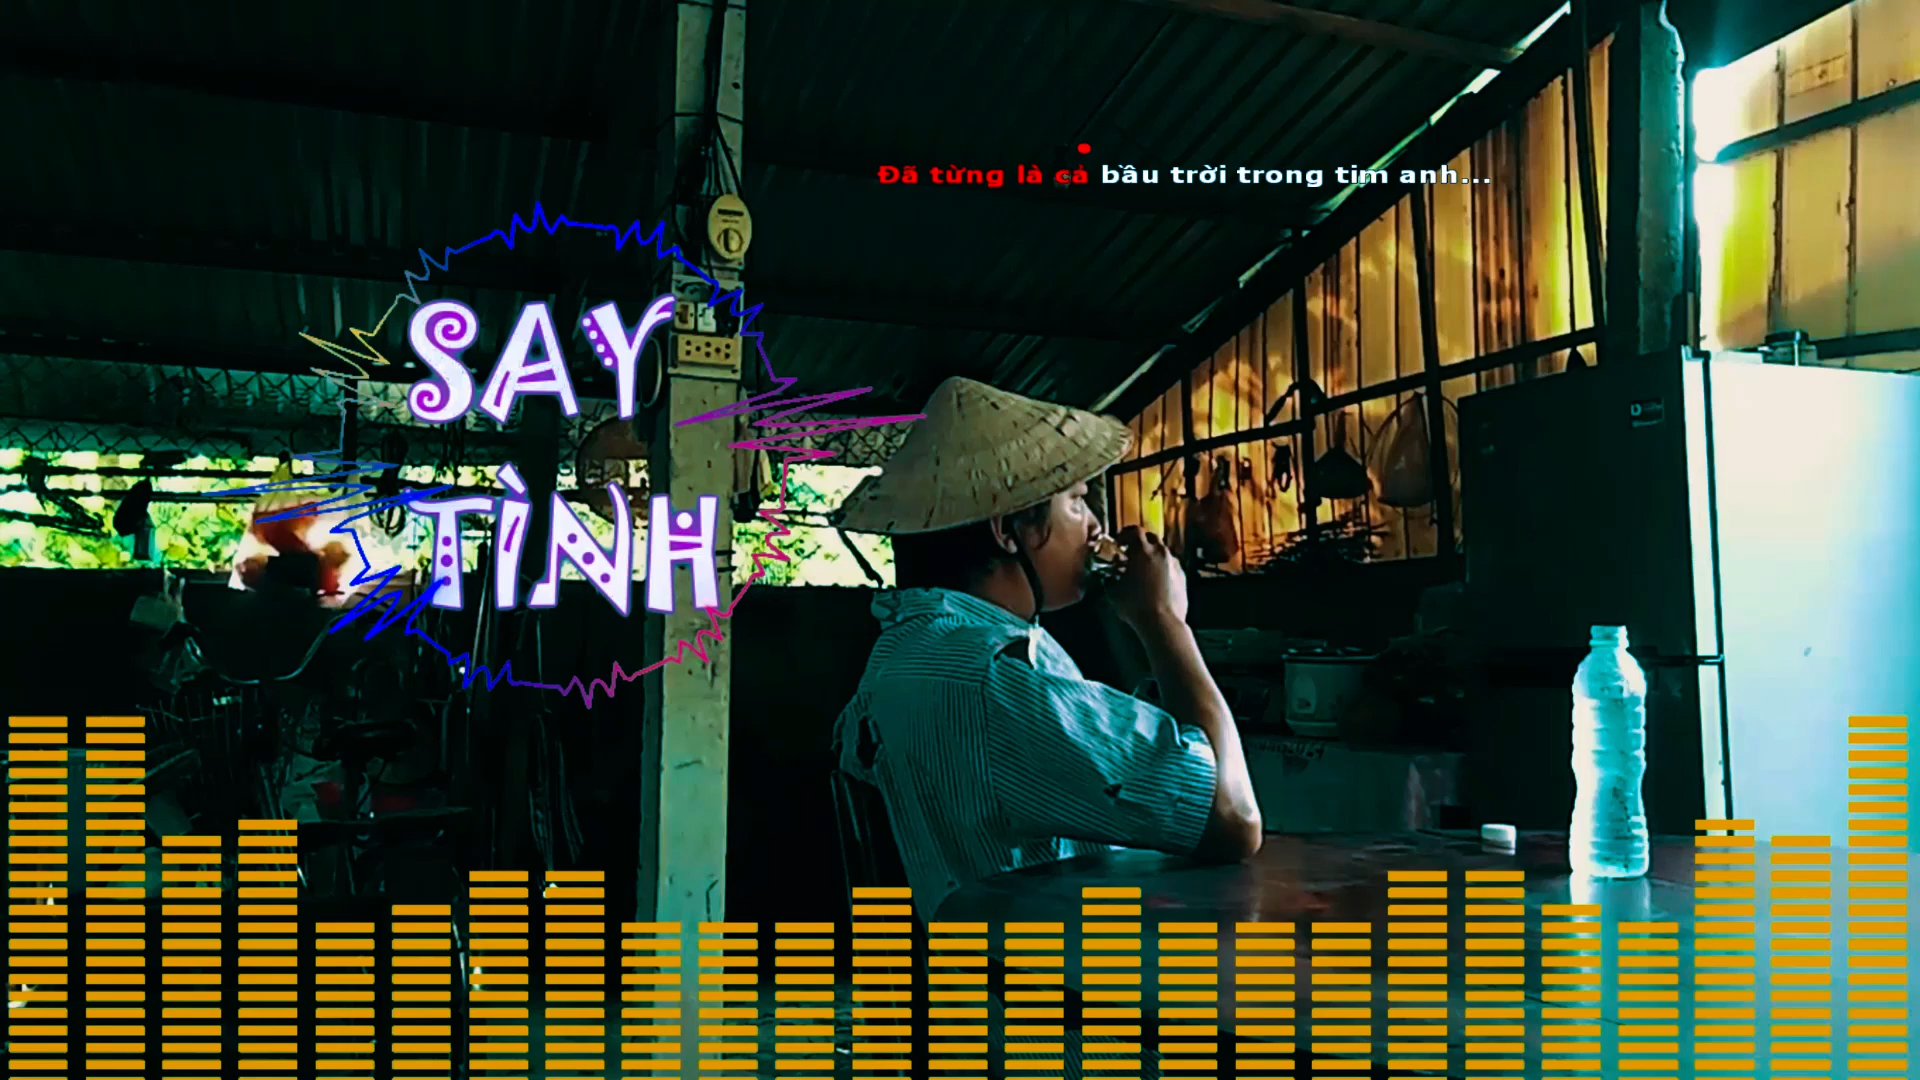 Đã từng là cả bầu trời trong tim anh...
SAY
TÌNH